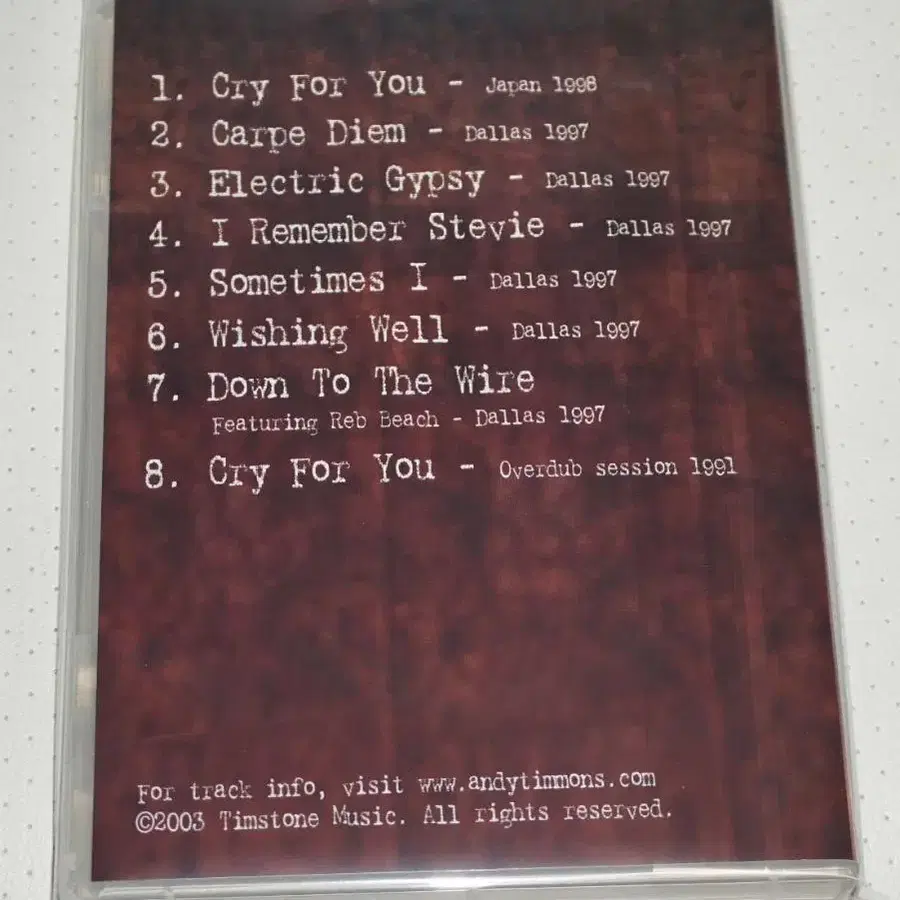 1. Cry For You - Japan 1998
2. Carpe Diem - Dallas 1997
3. Electric Gypsy - Dallas 1997
4. I Remember Stevie - Dallas 1997
5. Sometimes I - Dallas 1997
6. Wishing Well - Dallas 1997
7. Down To The Wire
Featuring Reb Beach - Dallas 1997
8. Cry For You - Overdub session 1991
For track info, visit www.andytimmons.com
©2003 Timstone Music. All rights reserved.